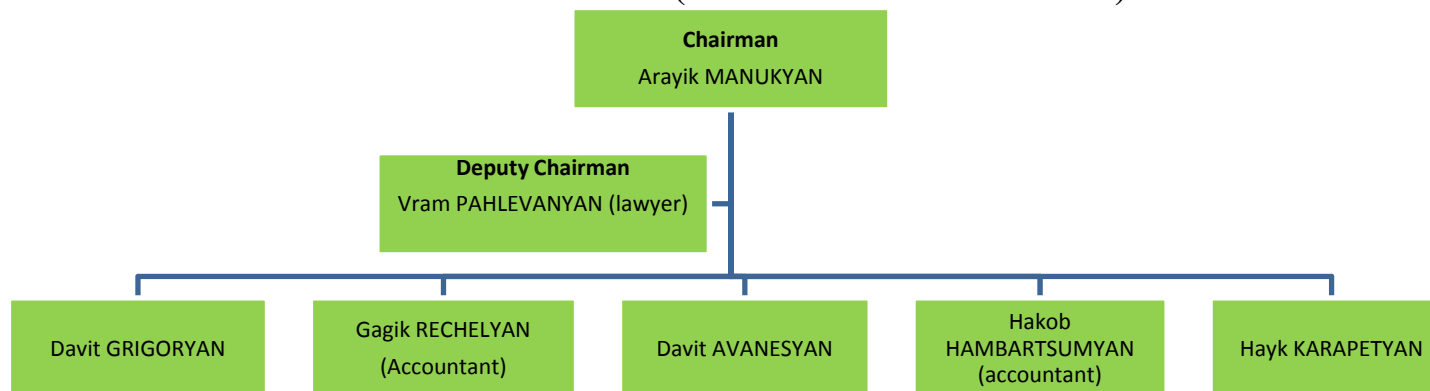 Chairman
Arayik MANUKYAN
Deputy Chairman
Vram PAHLEVANYAN (lawyer)
Davit GRIGORYAN
Gagik RECHELYAN
(Accountant)
Davit AVANESYAN
Hakob
HAMBARTSUMYAN
(accountant)
Hayk KARAPETYAN